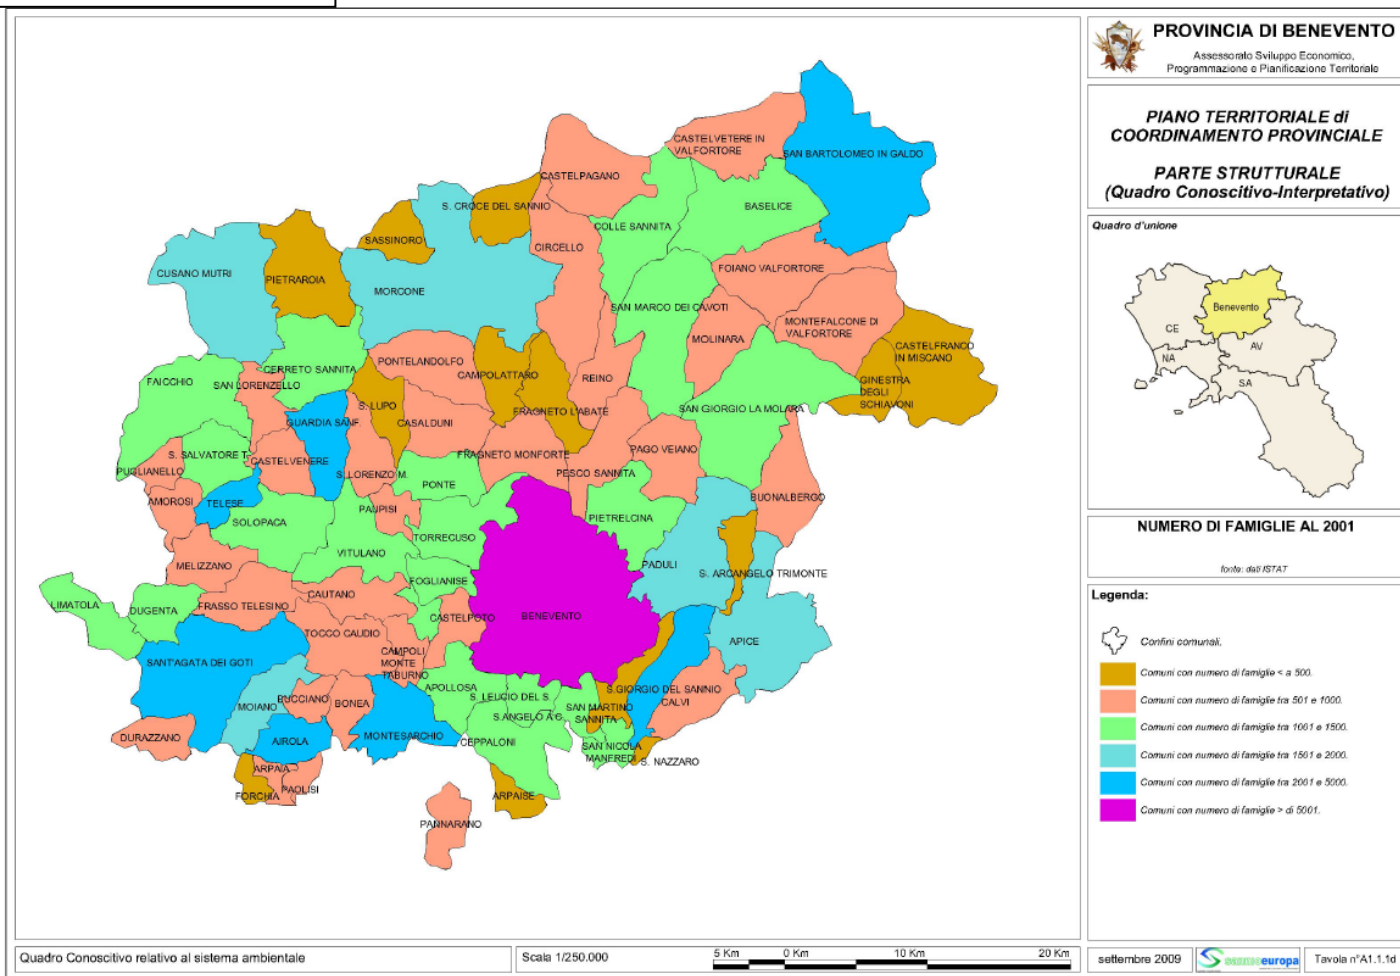 PROVINCIA DI BENEVENTO
Assessorato Sviluppo Economico,
Programmazione e Pianificazione Territoriale
PIANO TERRITORIALE di
COORDINAMENTO PROVINCIALE
PARTE STRUTTURALE
(Quadro Conoscitivo-Interpretativo)
Quadro d'unione
Benevento
CE
NA
AV
SA
NUMERO DI FAMIGLIE AL 2001
fonte: dati ISTAT
Legenda:
Confini comunali.
Comuni con numero di famiglie < a 500.
Comuni con numero di famiglie tra 501 e 1000.
Comuni con numero di famiglie tra 1001 e 1500.
Comuni con numero di famiglie tra 1501 e 2000.
Comuni con numero di famiglie tra 2001 e 5000.
Comuni con numero di famiglie > di 5001.
CASTELVETERE IN
VALFORTORE
SAN BARTOLOMEO IN GALDO
CASTELPAGANO
S. CROCE DEL SANNIO
BASELICE
COLLE SANNITA
SASSINORO
CIRCELLO
CUSANO MUTRI
PIETRAROIA
MORCONE
FOIANO VALFORTORE
SAN MARCO DEI CAVOTI
MONTEFALCONE DI
VALFORTORE
MOLINARA
CASTELFRANCO
IN MISCANO
PONTELANDOLFO
CERRETO SANNITA
CAMPOLATTARO
REINO
FAICCHIO
SAN LORENZELLO
GINESTRA
DEGLI
SCHIAVONI
S. LUPO
FRAGNETO L'ABATE
SAN GIORGIO LA MOLARA
GUARDIA SANF.
CASALDUNI
S. SALVATORE T.
CASTELVENERE
FRAGNETO MONFORTE
PAGO VEIANO
PUGLIANELLO
S. LORENZO M.
PESCO SANNITA
PONTE
AMOROSI
TELESE
BUONALBERGO
PAUPISI
SOLOPACA
PIETRELCINA
TORRECUSO
VITULANO
MELIZZANO
PADULI
S. ARCANGELO TRIMONTE
FOGLIANISE
CAUTANO
LIMATOLA
DUGENTA
FRASSO TELESINO
CASTELPOTO
BENEVENTO
TOCCO CAUDIO
APICE
CAMPOLI
MONTE
TABURNO
SANT'AGATA DEI GOTI
APOLLOSA
S. LEUCIO DEL S.
S.GIORGIO DEL SANNIO
BUCCIANO
BONEA
MOIANO
SAN MARTINO
SANNITA
CALVI
S.ANGELO A C.
DURAZZANO
AIROLA
MONTESARCHIO
CEPPALONI
SAN NICOLA
MANFREDI
S. NAZZARO
ARPAIA
FORCHIA
PAOLISI
ARPAISE
PANNARANO
Quadro Conoscitivo relativo al sistema ambientale
Scala 1/250.000
5 Km 0 Km 10 Km 20 Km
settembre 2009
sannioeuropa
Tavola n°A1.1.1d